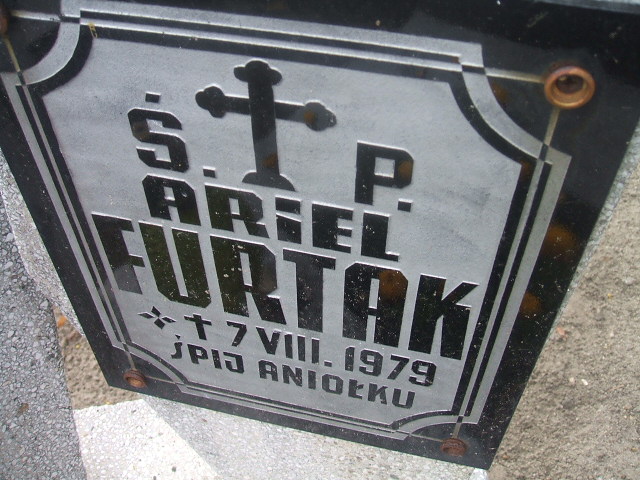 Ś. P.
ARiEL
FURTAK
7 VIII. 1979
ŚPIJ ANIOŁKU